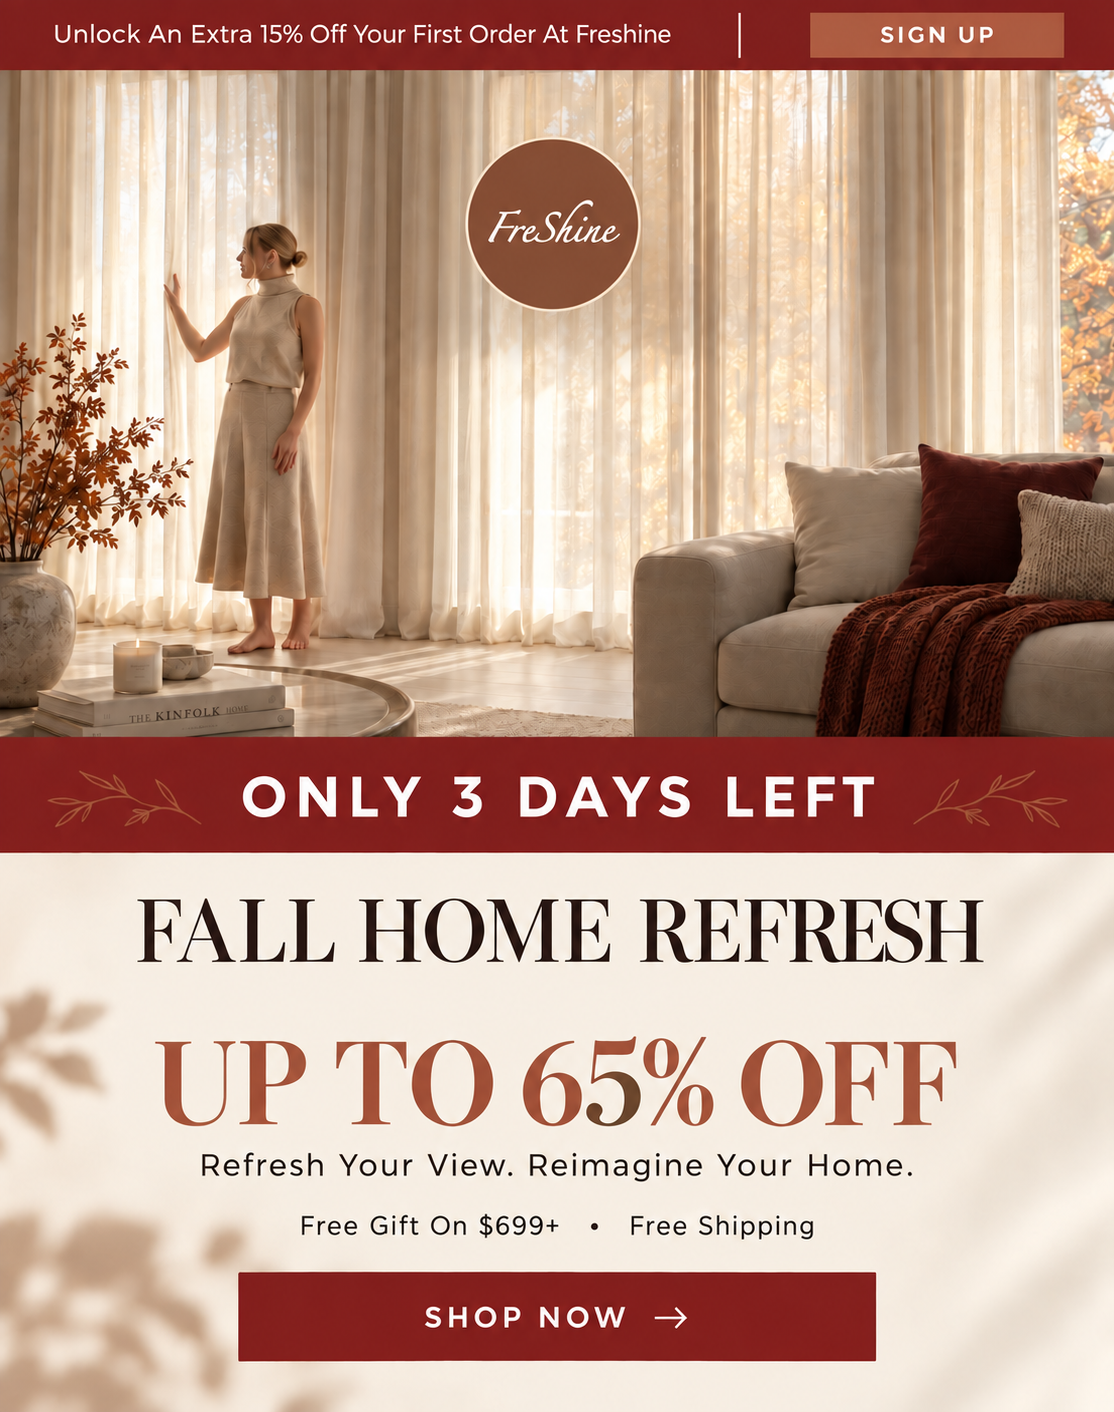 Unlock An Extra 15% Off Your First Order At Freshine
SIGN UP
FreShine
THE KINFOLK HOME
ONLY 3 DAYS LEFT
FALL HOME REFRESH
UP TO 65% OFF
Refresh Your View. Reimagine Your Home.
Free Gift On $699+ • Free Shipping
SHOP NOW →